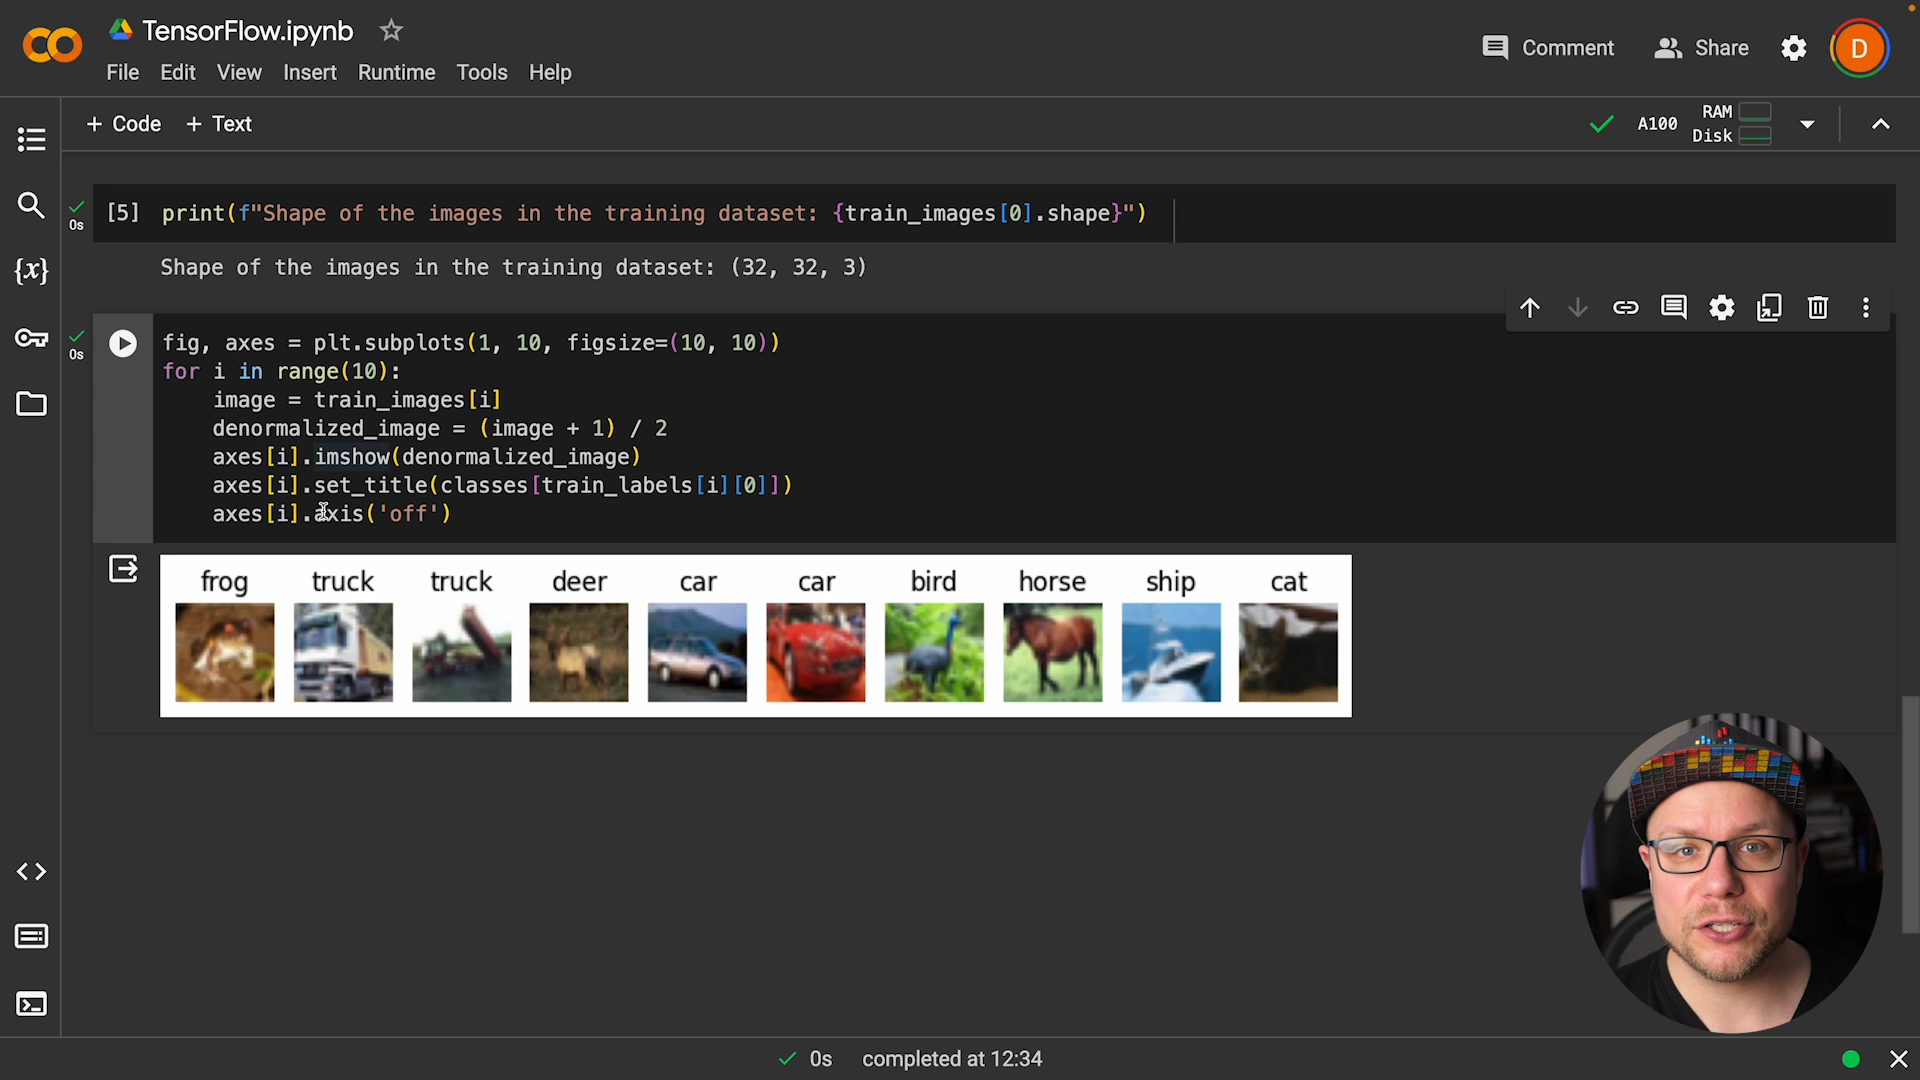 TensorFlow.ipynb
File Edit View Insert Runtime Tools Help
Comment Share D
+ Code + Text
A100 RAM Disk
{x}
0s [5] print(f"Shape of the images in the training dataset: {train_images[0].shape}")
Shape of the images in the training dataset: (32, 32, 3)
0s fig, axes = plt.subplots(1, 10, figsize=(10, 10))
for i in range(10):
    image = train_images[i]
    denormalized_image = (image + 1) / 2
    axes[i].imshow(denormalized_image)
    axes[i].set_title(classes[train_labels[i][0]])
    axes[i].axis('off')
frog truck truck deer car car bird horse ship cat
0s completed at 12:34